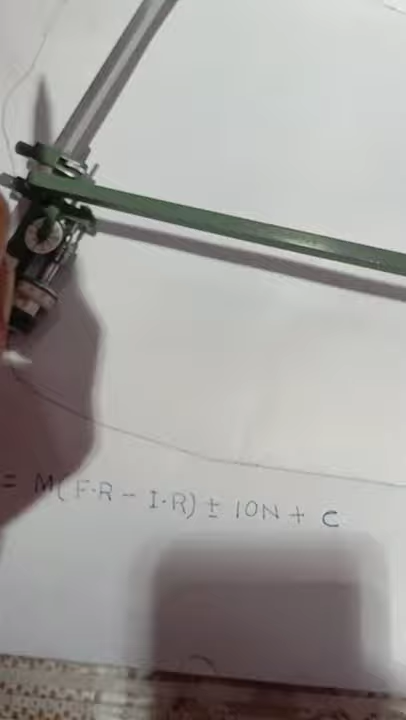 = M(F·R - I·R) ± 10N + C